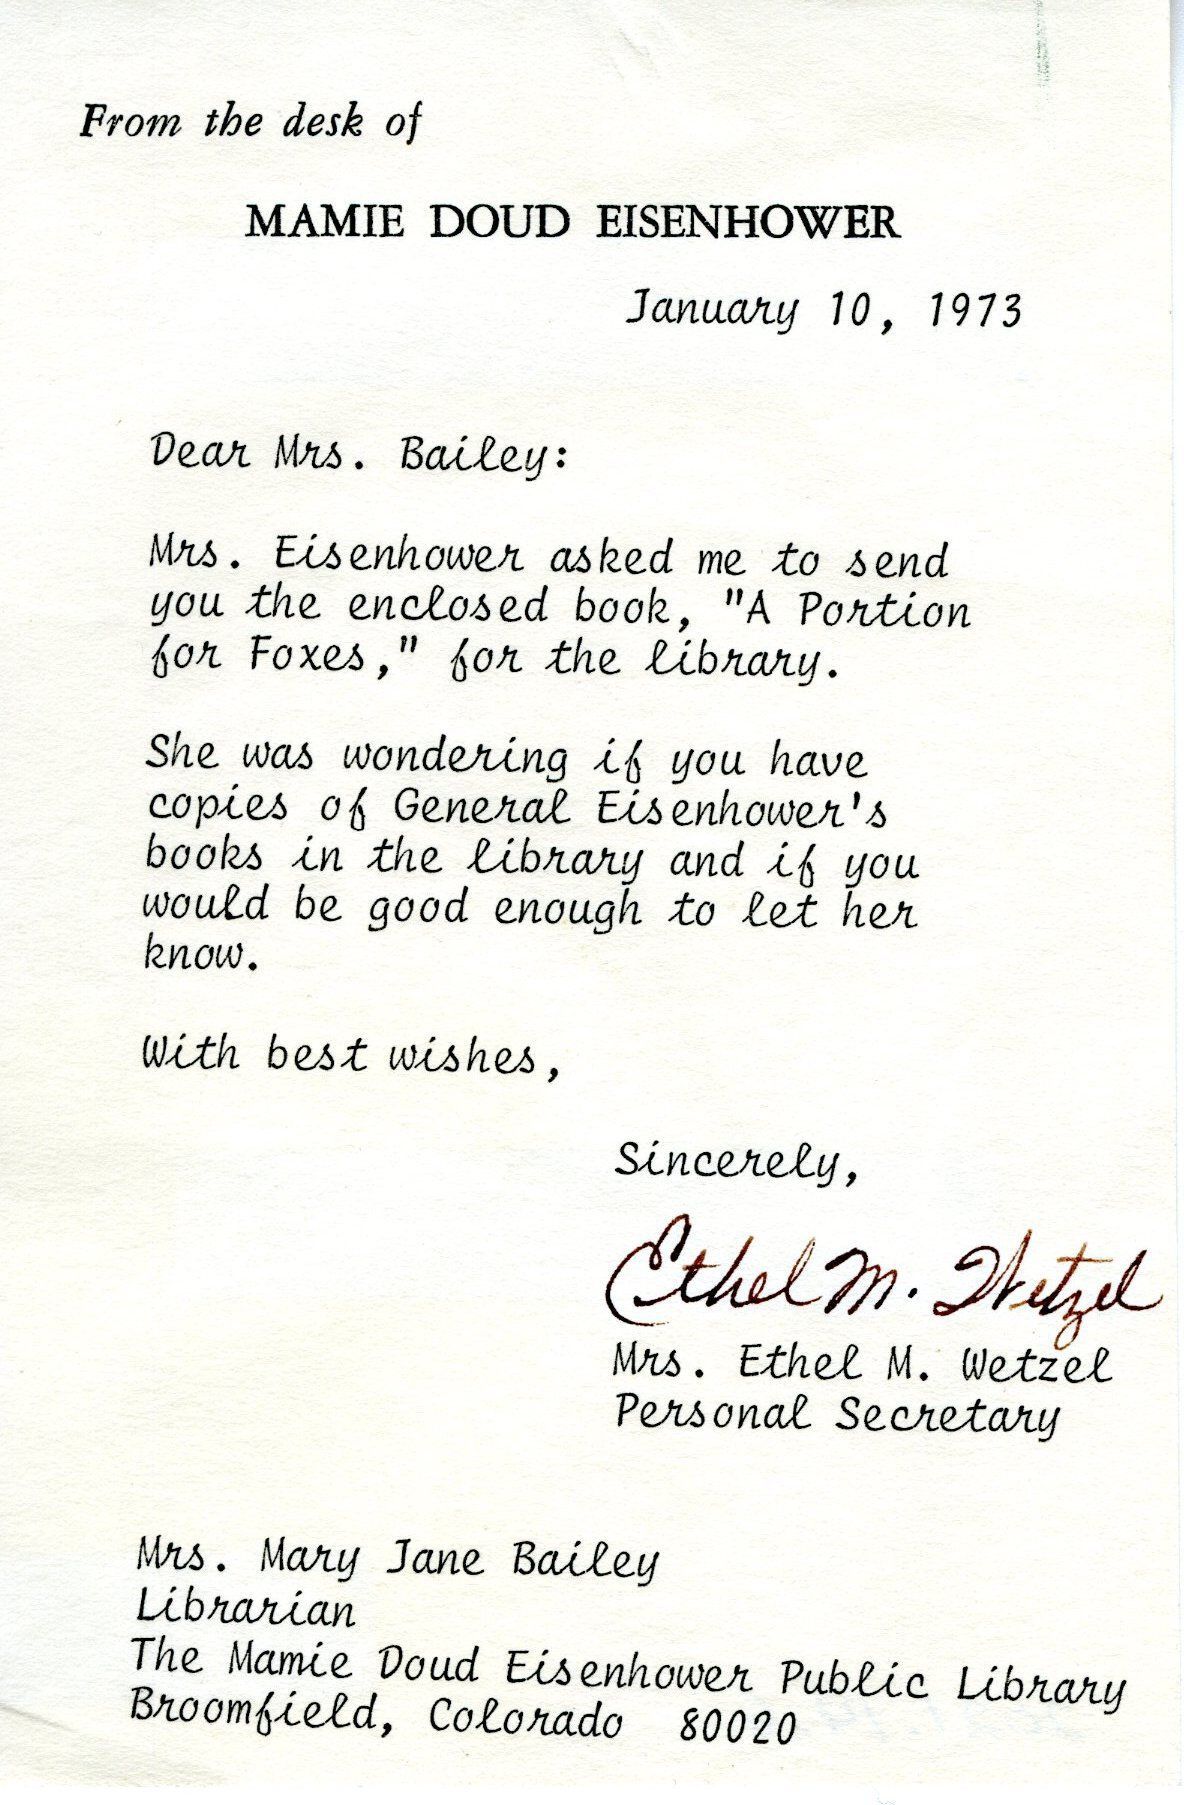 From the desk of
MAMIE DOUD EISENHOWER
January 10, 1973
Dear Mrs. Bailey:
Mrs. Eisenhower asked me to send
you the enclosed book, "A Portion
for Foxes," for the library.
She was wondering if you have
copies of General Eisenhower's
books in the library and if you
would be good enough to let her
know.
With best wishes,
Sincerely,
Ethel M. Wetzel
Mrs. Ethel M. Wetzel
Personal Secretary
Mrs. Mary Jane Bailey
Librarian
The Mamie Doud Eisenhower Public Library
Broomfield, Colorado 80020